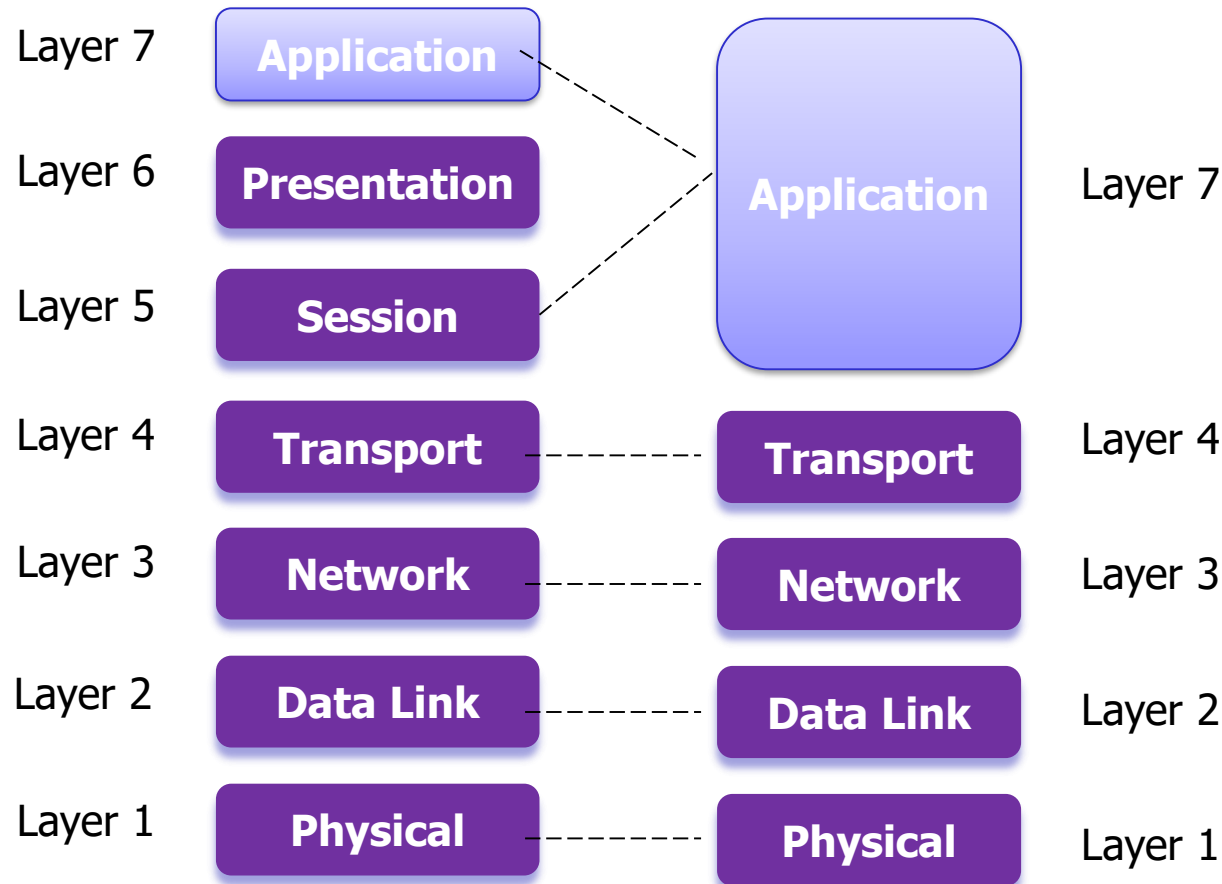 Layer 7 Application
Layer 6 Presentation
Application Layer 7
Layer 5 Session
Layer 4 Transport Transport Layer 4
Layer 3 Network Network Layer 3
Layer 2 Data Link Data Link Layer 2
Layer 1 Physical Physical Layer 1